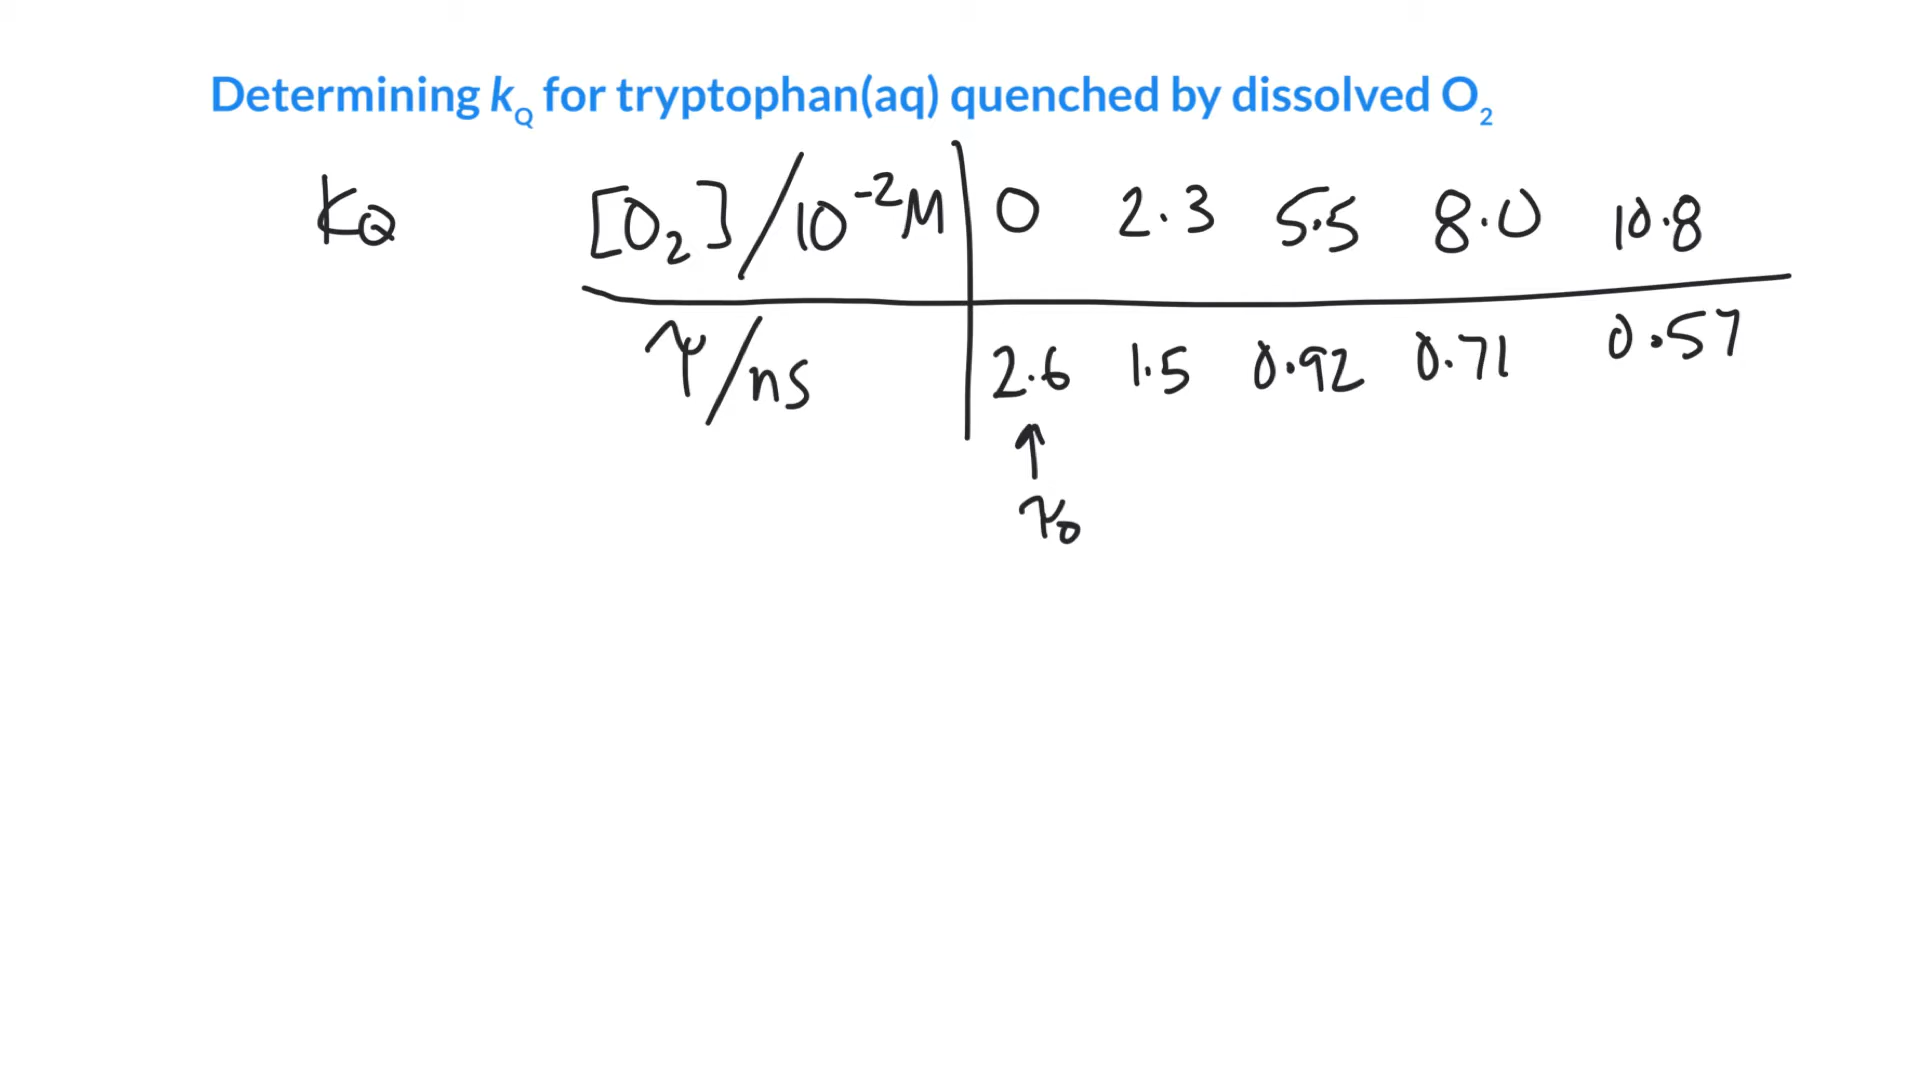 Determining kQ for tryptophan(aq) quenched by dissolved O2
kQ [O2]/10⁻²M 0 2.3 5.5 8.0 10.8
τ/ns 2.6 1.5 0.92 0.71 0.57
↑
τ0